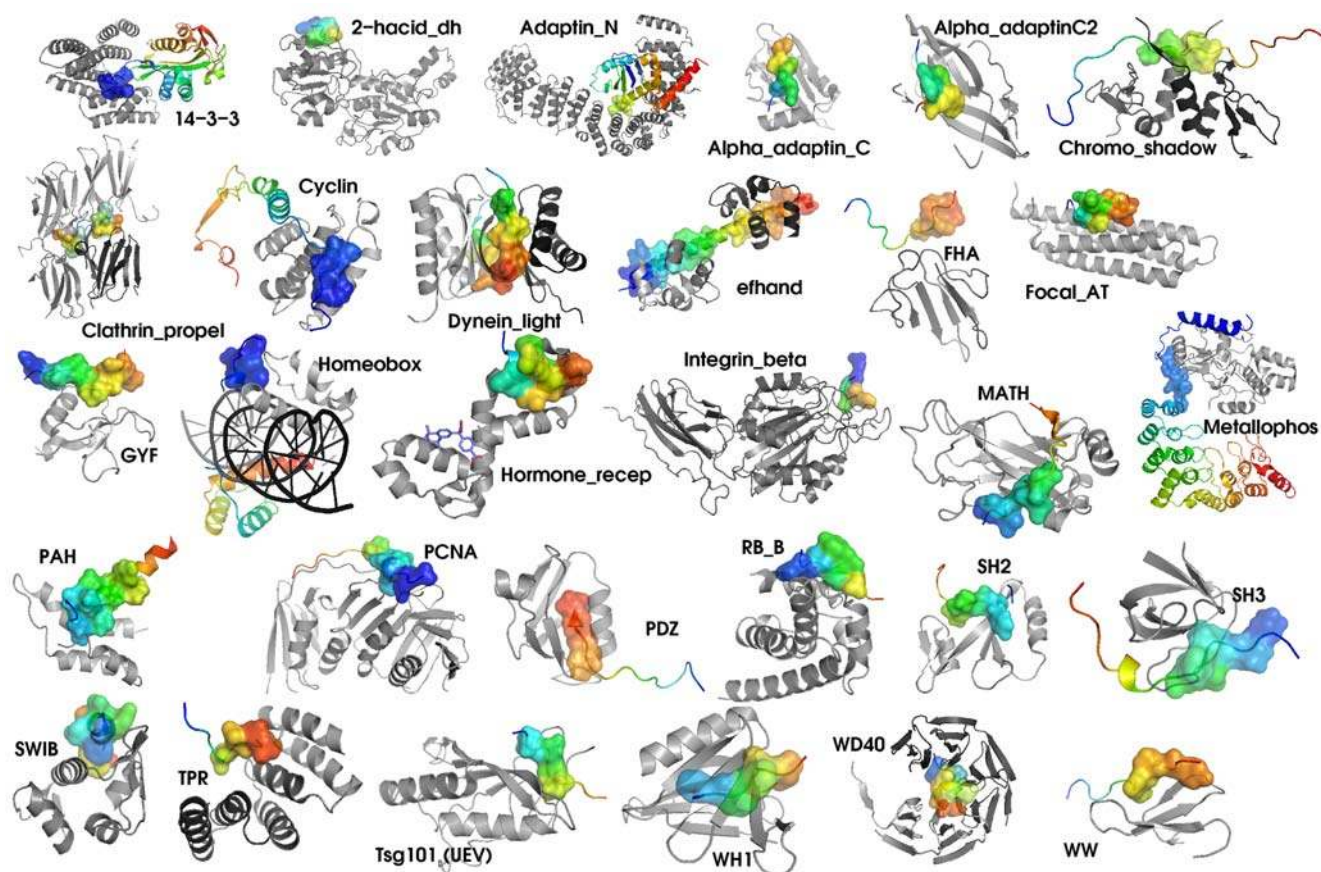 2-hacid_dh
Adaptin_N
Alpha_adaptinC2
14-3-3
Alpha_adaptin_C
Chromo_shadow
Cyclin
FHA
efhand
Focal_AT
Clathrin_propel
Dynein_light
Homeobox
Integrin_beta
MATH
Metallophos
GYF
Hormone_recep
PAH
PCNA
RB_B
SH2
SH3
PDZ
SWIB
TPR
WD40
Tsg101 (UEV)
WH1
WW